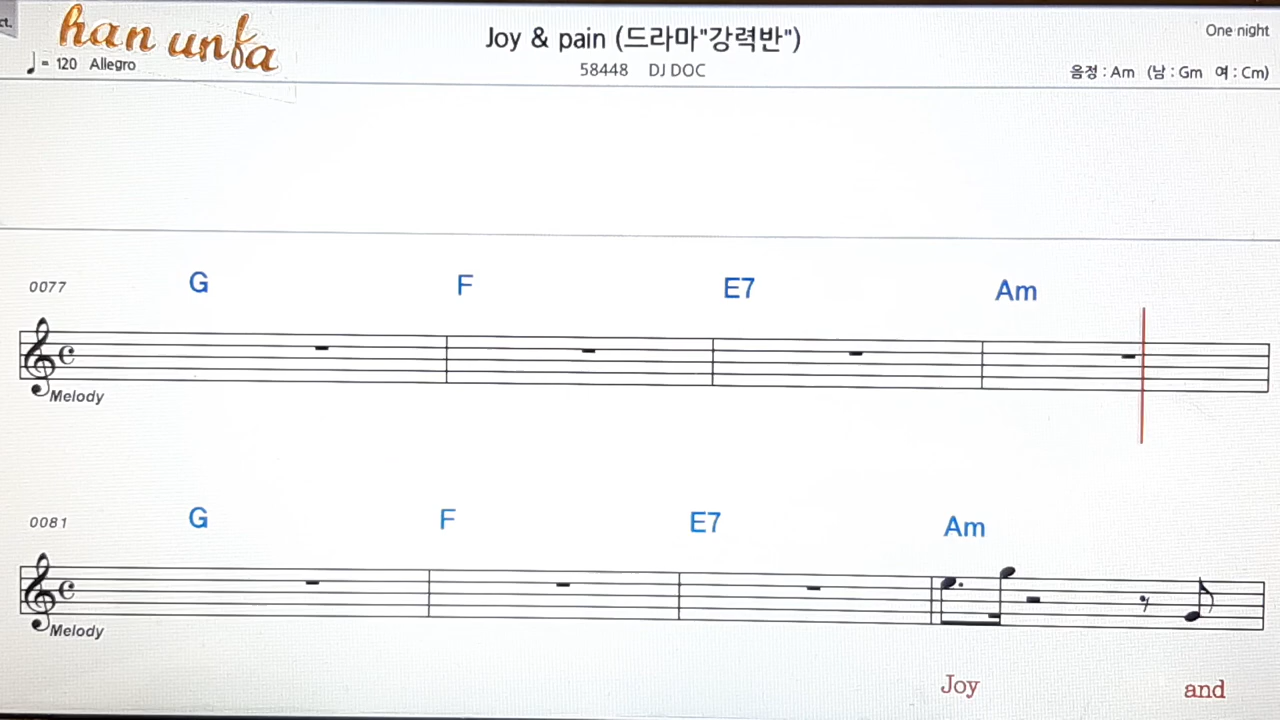 ct.
han unfa
Joy & pain (드라마"강력반")
One night
♩ = 120 Allegro
58448 DJ DOC
음정 : Am (남 : Gm 여 : Cm)
0077 G F E7 Am
Melody
0081 G F E7 Am
Melody
Joy and